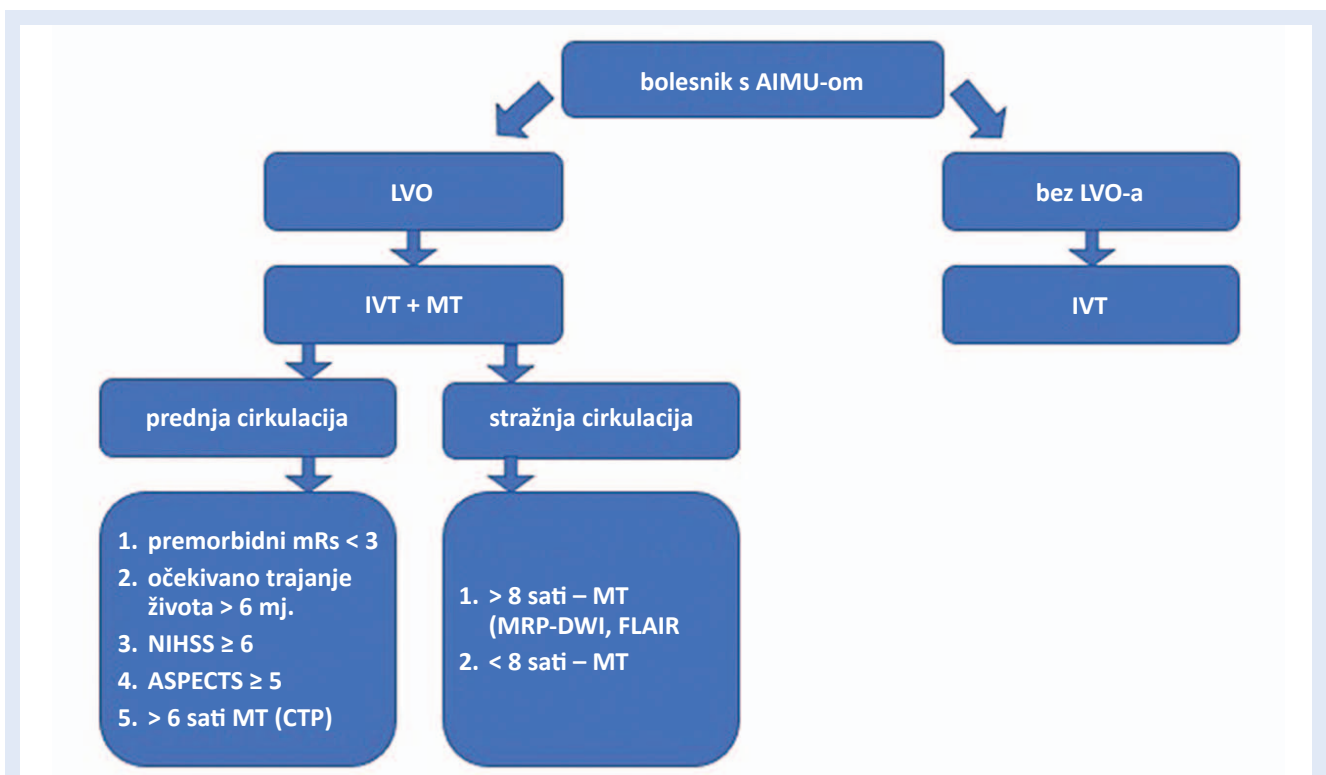 bolesnik s AIMU-om
LVO
bez LVO-a
IVT + MT
IVT
prednja cirkulacija
stražnja cirkulacija
1. premorbidni mRs < 3
2. očekivano trajanje
života > 6 mj.
3. NIHSS ≥ 6
4. ASPECTS ≥ 5
5. > 6 sati MT (CTP)
1. > 8 sati – MT
(MRP-DWI, FLAIR
2. < 8 sati – MT